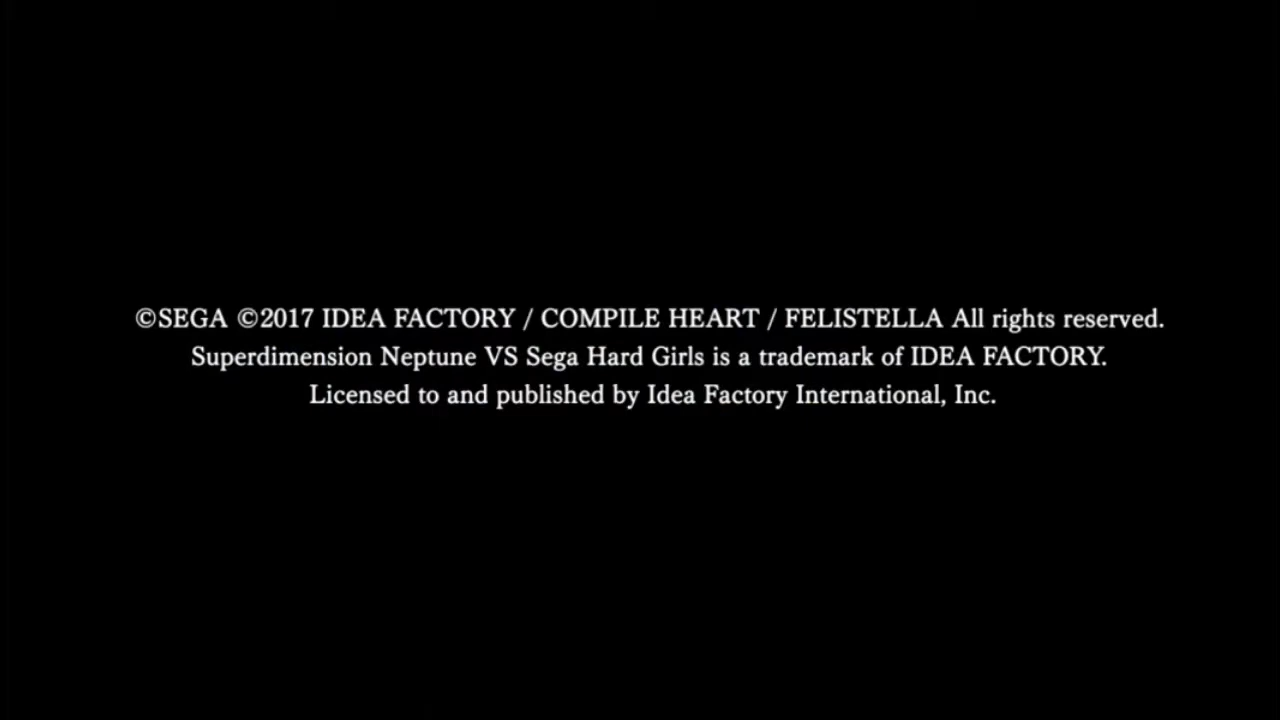 ©SEGA ©2017 IDEA FACTORY / COMPILE HEART / FELISTELLA All rights reserved.
Superdimension Neptune VS Sega Hard Girls is a trademark of IDEA FACTORY.
Licensed to and published by Idea Factory International, Inc.